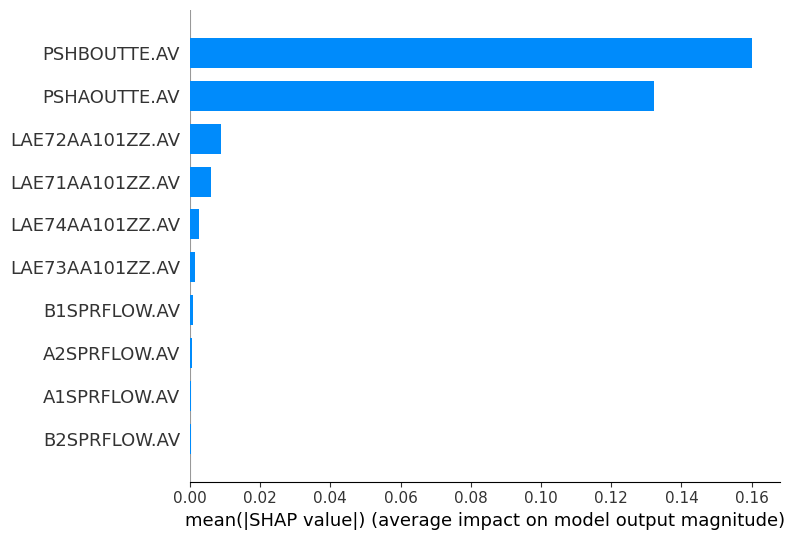 PSHBOUTTE.AV
PSHAOUTTE.AV
LAE72AA101ZZ.AV
LAE71AA101ZZ.AV
LAE74AA101ZZ.AV
LAE73AA101ZZ.AV
B1SPRFLOW.AV
A2SPRFLOW.AV
A1SPRFLOW.AV
B2SPRFLOW.AV
0.00 0.02 0.04 0.06 0.08 0.10 0.12 0.14 0.16
mean(|SHAP value|) (average impact on model output magnitude)